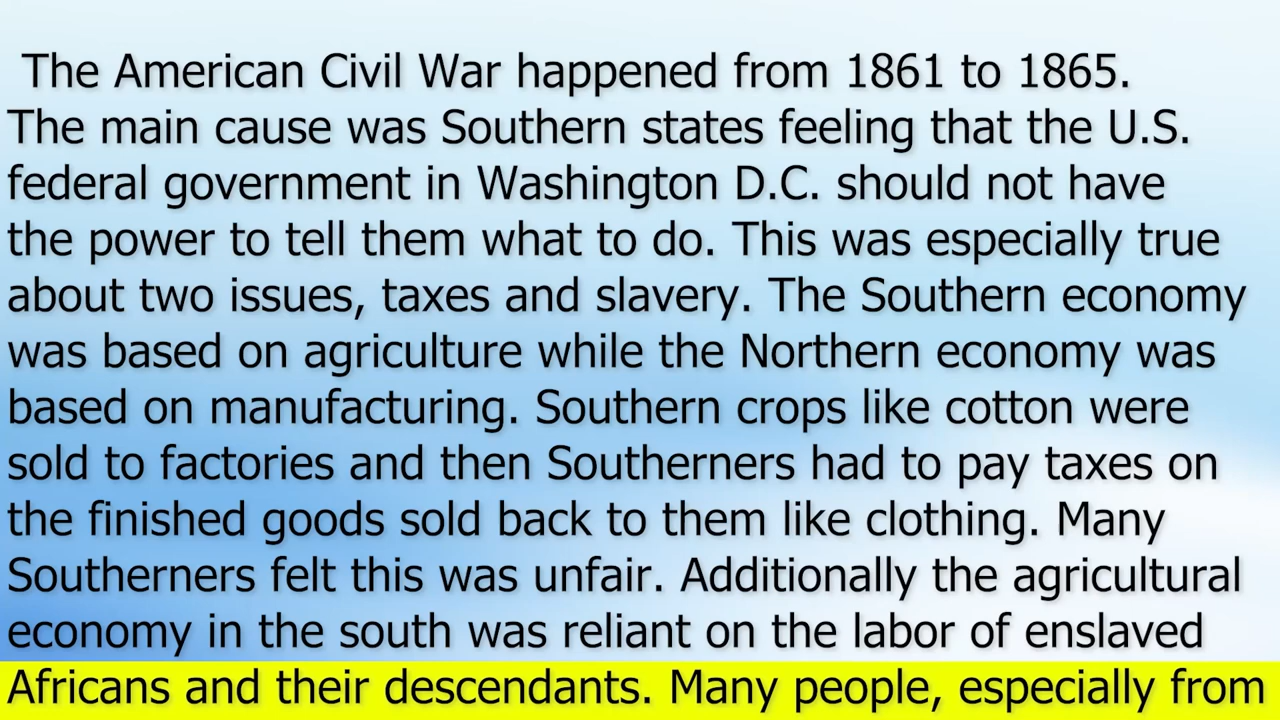 The American Civil War happened from 1861 to 1865.
The main cause was Southern states feeling that the U.S.
federal government in Washington D.C. should not have
the power to tell them what to do. This was especially true
about two issues, taxes and slavery. The Southern economy
was based on agriculture while the Northern economy was
based on manufacturing. Southern crops like cotton were
sold to factories and then Southerners had to pay taxes on
the finished goods sold back to them like clothing. Many
Southerners felt this was unfair. Additionally the agricultural
economy in the south was reliant on the labor of enslaved
Africans and their descendants. Many people, especially from